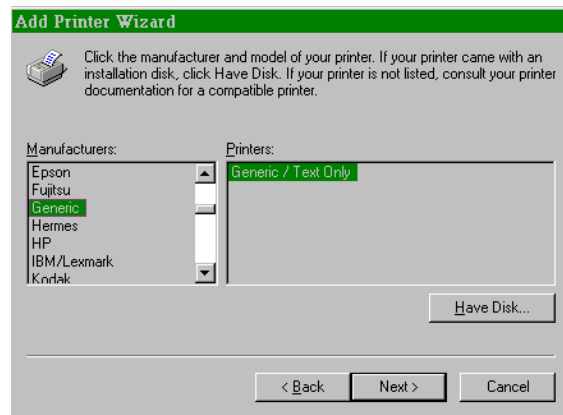 Add Printer Wizard
Click the manufacturer and model of your printer. If your printer came with an
installation disk, click Have Disk. If your printer is not listed, consult your printer
documentation for a compatible printer.
Manufacturers:
Printers:
Epson
Fujitsu
Generic
Hermes
HP
IBM/Lexmark
Kodak
Generic / Text Only
Have Disk...
< Back
Next >
Cancel